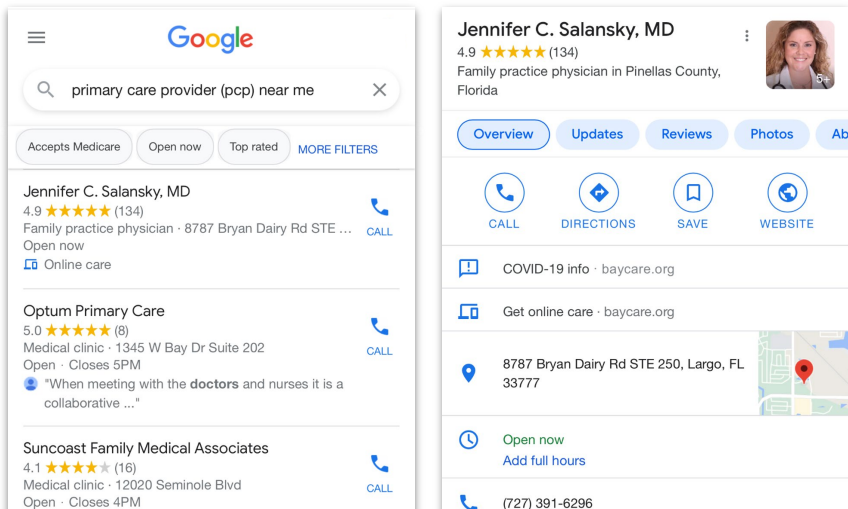 Google
primary care provider (pcp) near me
Accepts Medicare
Open now
Top rated
MORE FILTERS
Jennifer C. Salansky, MD
4.9 (134)
Family practice physician · 8787 Bryan Dairy Rd STE ...
Open now
Online care
CALL
Optum Primary Care
5.0 (8)
Medical clinic · 1345 W Bay Dr Suite 202
Open · Closes 5PM
"When meeting with the doctors and nurses it is a
collaborative ..."
CALL
Suncoast Family Medical Associates
4.1 (16)
Medical clinic · 12020 Seminole Blvd
Open · Closes 4PM
CALL
Jennifer C. Salansky, MD
4.9 (134)
Family practice physician in Pinellas County,
Florida
5+
Overview
Updates
Reviews
Photos
Ab
CALL
DIRECTIONS
SAVE
WEBSITE
COVID-19 info · baycare.org
Get online care · baycare.org
8787 Bryan Dairy Rd STE 250, Largo, FL
33777
Open now
Add full hours
(727) 391-6296